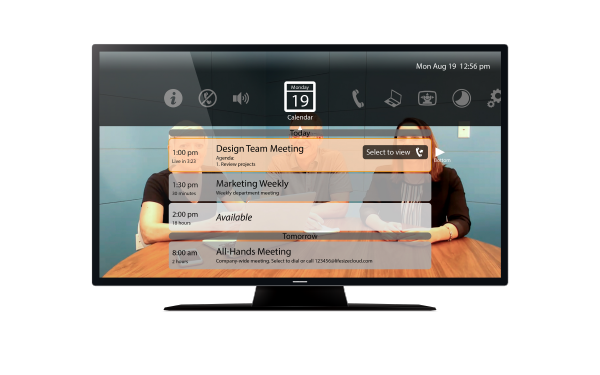 Mon Aug 19 12:56 pm
Monday
19
Calendar
Today
1:00 pm
Live in 3:23
Design Team Meeting
Agenda:
1. Review projects
Select to view
Options
1:30 pm
30 minutes
Marketing Weekly
Weekly department meeting
2:00 pm
18 hours
Available
Tomorrow
8:00 am
2 hours
All-Hands Meeting
Company-wide meeting. Select to dial or call 123456@lifesizecloud.com